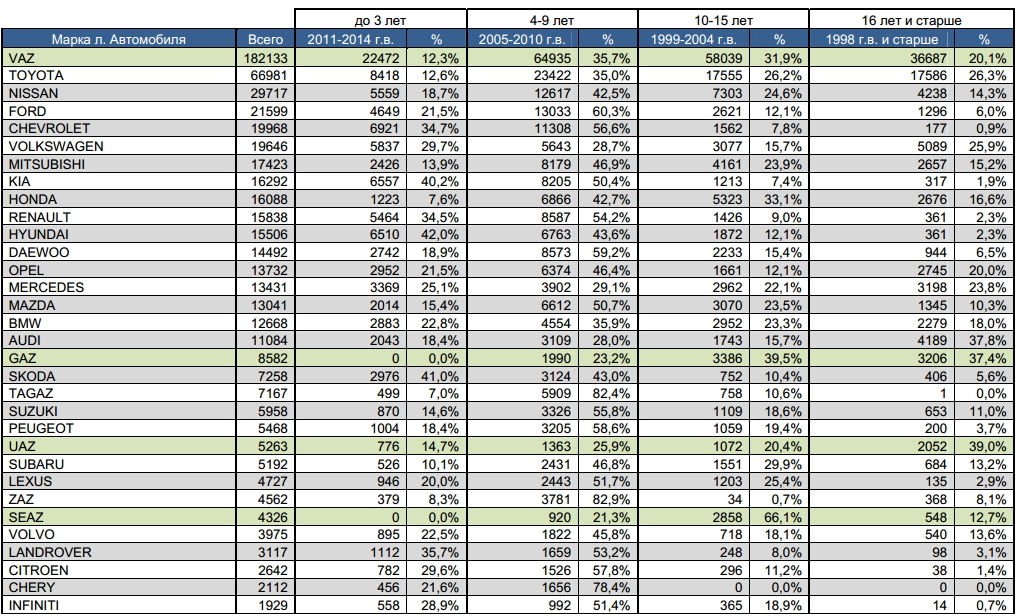 до 3 лет 4-9 лет 10-15 лет 16 лет и старше
Марка л. Автомобиля Всего 2011-2014 г.в. % 2005-2010 г.в. % 1999-2004 г.в. % 1998 г.в. и старше %
VAZ 182133 22472 12,3% 64935 35,7% 58039 31,9% 36687 20,1%
TOYOTA 66981 8418 12,6% 23422 35,0% 17555 26,2% 17586 26,3%
NISSAN 29717 5559 18,7% 12617 42,5% 7303 24,6% 4238 14,3%
FORD 21599 4649 21,5% 13033 60,3% 2621 12,1% 1296 6,0%
CHEVROLET 19968 6921 34,7% 11308 56,6% 1562 7,8% 177 0,9%
VOLKSWAGEN 19646 5837 29,7% 5643 28,7% 3077 15,7% 5089 25,9%
MITSUBISHI 17423 2426 13,9% 8179 46,9% 4161 23,9% 2657 15,2%
KIA 16292 6557 40,2% 8205 50,4% 1213 7,4% 317 1,9%
HONDA 16088 1223 7,6% 6866 42,7% 5323 33,1% 2676 16,6%
RENAULT 15838 5464 34,5% 8587 54,2% 1426 9,0% 361 2,3%
HYUNDAI 15506 6510 42,0% 6763 43,6% 1872 12,1% 361 2,3%
DAEWOO 14492 2742 18,9% 8573 59,2% 2233 15,4% 944 6,5%
OPEL 13732 2952 21,5% 6374 46,4% 1661 12,1% 2745 20,0%
MERCEDES 13431 3369 25,1% 3902 29,1% 2962 22,1% 3198 23,8%
MAZDA 13041 2014 15,4% 6612 50,7% 3070 23,5% 1345 10,3%
BMW 12668 2883 22,8% 4554 35,9% 2952 23,3% 2279 18,0%
AUDI 11084 2043 18,4% 3109 28,0% 1743 15,7% 4189 37,8%
GAZ 8582 0 0,0% 1990 23,2% 3386 39,5% 3206 37,4%
SKODA 7258 2976 41,0% 3124 43,0% 752 10,4% 406 5,6%
TAGAZ 7167 499 7,0% 5909 82,4% 758 10,6% 1 0,0%
SUZUKI 5958 870 14,6% 3326 55,8% 1109 18,6% 653 11,0%
PEUGEOT 5468 1004 18,4% 3205 58,6% 1059 19,4% 200 3,7%
UAZ 5263 776 14,7% 1363 25,9% 1072 20,4% 2052 39,0%
SUBARU 5192 526 10,1% 2431 46,8% 1551 29,9% 684 13,2%
LEXUS 4727 946 20,0% 2443 51,7% 1203 25,4% 135 2,9%
ZAZ 4562 379 8,3% 3781 82,9% 34 0,7% 368 8,1%
SEAZ 4326 0 0,0% 920 21,3% 2858 66,1% 548 12,7%
VOLVO 3975 895 22,5% 1822 45,8% 718 18,1% 540 13,6%
LANDROVER 3117 1112 35,7% 1659 53,2% 248 8,0% 98 3,1%
CITROEN 2642 782 29,6% 1526 57,8% 296 11,2% 38 1,4%
CHERY 2112 456 21,6% 1656 78,4% 0 0,0% 0 0,0%
INFINITI 1929 558 28,9% 992 51,4% 365 18,9% 14 0,7%